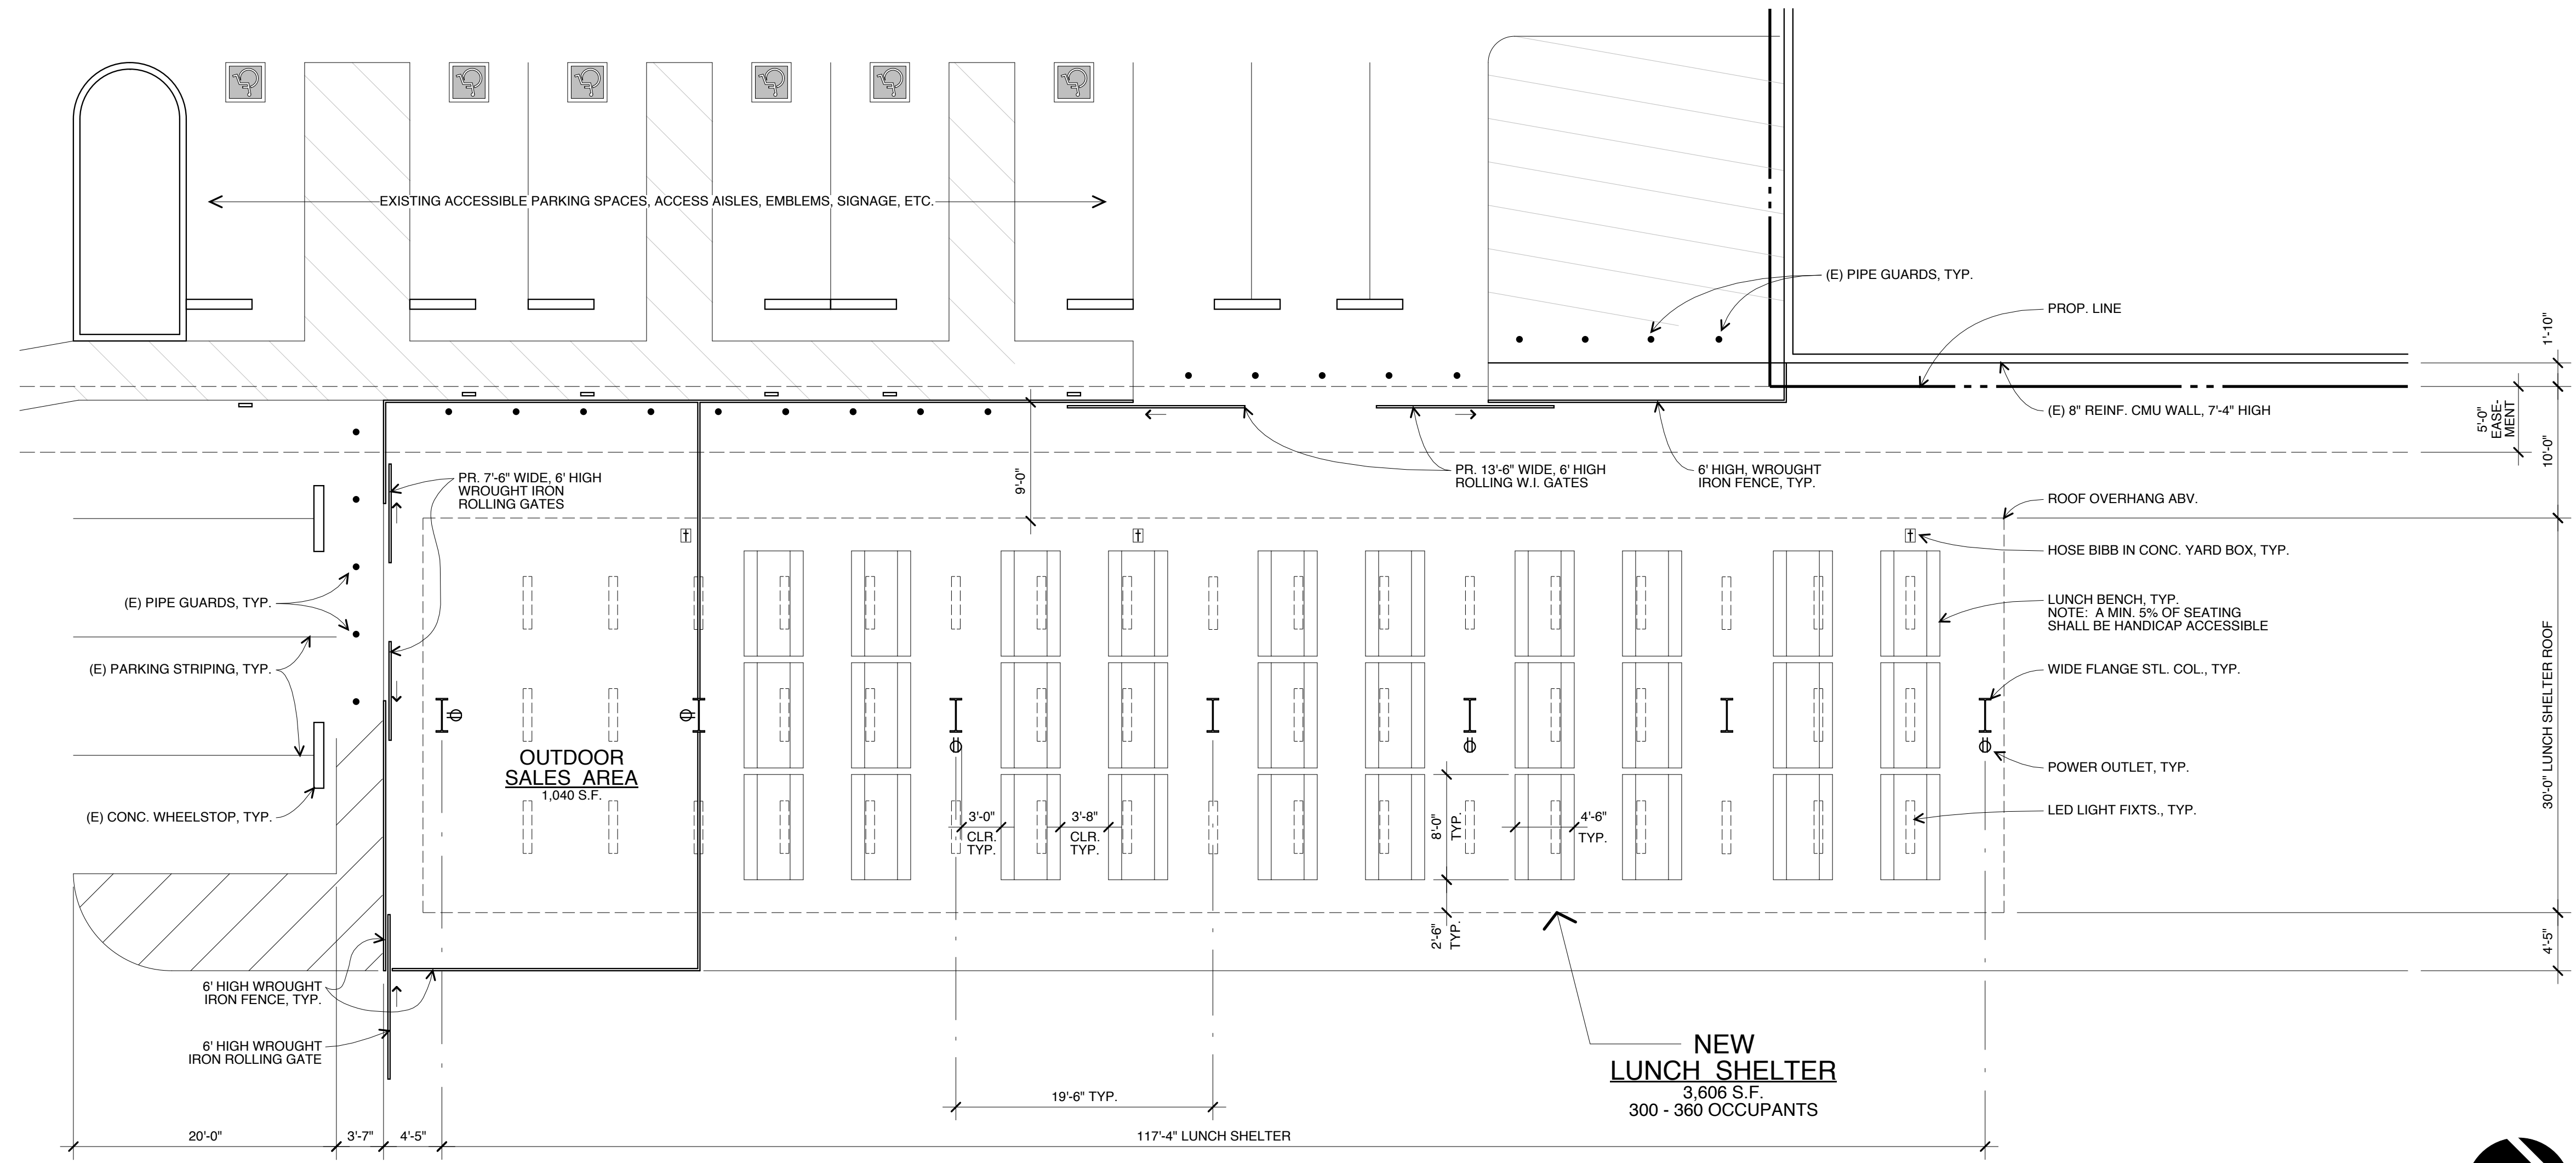 EXISTING ACCESSIBLE PARKING SPACES, ACCESS AISLES, EMBLEMS, SIGNAGE, ETC.
(E) PIPE GUARDS, TYP.
PROP. LINE
1'-10"
(E) 8" REINF. CMU WALL, 7'-4" HIGH
5'-0"
EASE-
MENT
10'-0"
PR. 7'-6" WIDE, 6' HIGH
WROUGHT IRON
ROLLING GATES
9'-0"
PR. 13'-6" WIDE, 6' HIGH
ROLLING W.I. GATES
6' HIGH, WROUGHT
IRON FENCE, TYP.
ROOF OVERHANG ABV.
HOSE BIBB IN CONC. YARD BOX, TYP.
(E) PIPE GUARDS, TYP.
LUNCH BENCH, TYP.
NOTE: A MIN. 5% OF SEATING
SHALL BE HANDICAP ACCESSIBLE
(E) PARKING STRIPING, TYP.
WIDE FLANGE STL. COL., TYP.
30'-0" LUNCH SHELTER ROOF
OUTDOOR
SALES AREA
1,040 S.F.
POWER OUTLET, TYP.
(E) CONC. WHEELSTOP, TYP.
3'-0"
CLR.
TYP.
3'-8"
CLR.
TYP.
8'-0"
TYP.
4'-6"
TYP.
LED LIGHT FIXTS., TYP.
2'-6"
TYP.
4'-5"
6' HIGH WROUGHT
IRON FENCE, TYP.
6' HIGH WROUGHT
IRON ROLLING GATE
NEW
LUNCH SHELTER
3,606 S.F.
300 - 360 OCCUPANTS
19'-6" TYP.
20'-0"
3'-7"
4'-5"
117'-4" LUNCH SHELTER